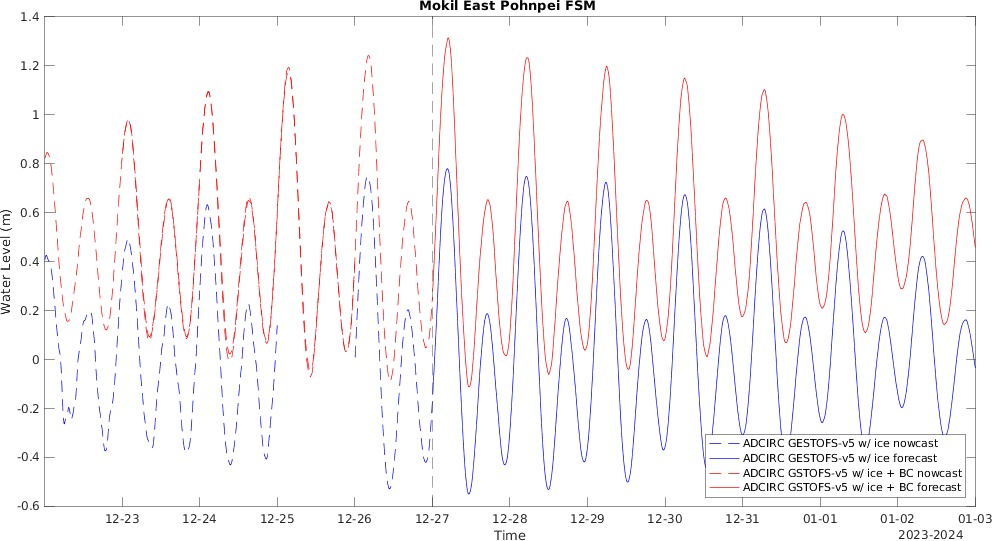 Mokil East Pohnpei FSM
1.4
1.2
1
0.8
0.6
0.4
0.2
0
-0.2
-0.4
-0.6
Water Level (m)
ADCIRC GESTOFS-v5 w/ ice nowcast
ADCIRC GESTOFS-v5 w/ ice forecast
ADCIRC GSTOFS-v5 w/ ice + BC nowcast
ADCIRC GSTOFS-v5 w/ ice + BC forecast
12-23 12-24 12-25 12-26 12-27 12-28 12-29 12-30 12-31 01-01 01-02 01-03
Time
2023-2024